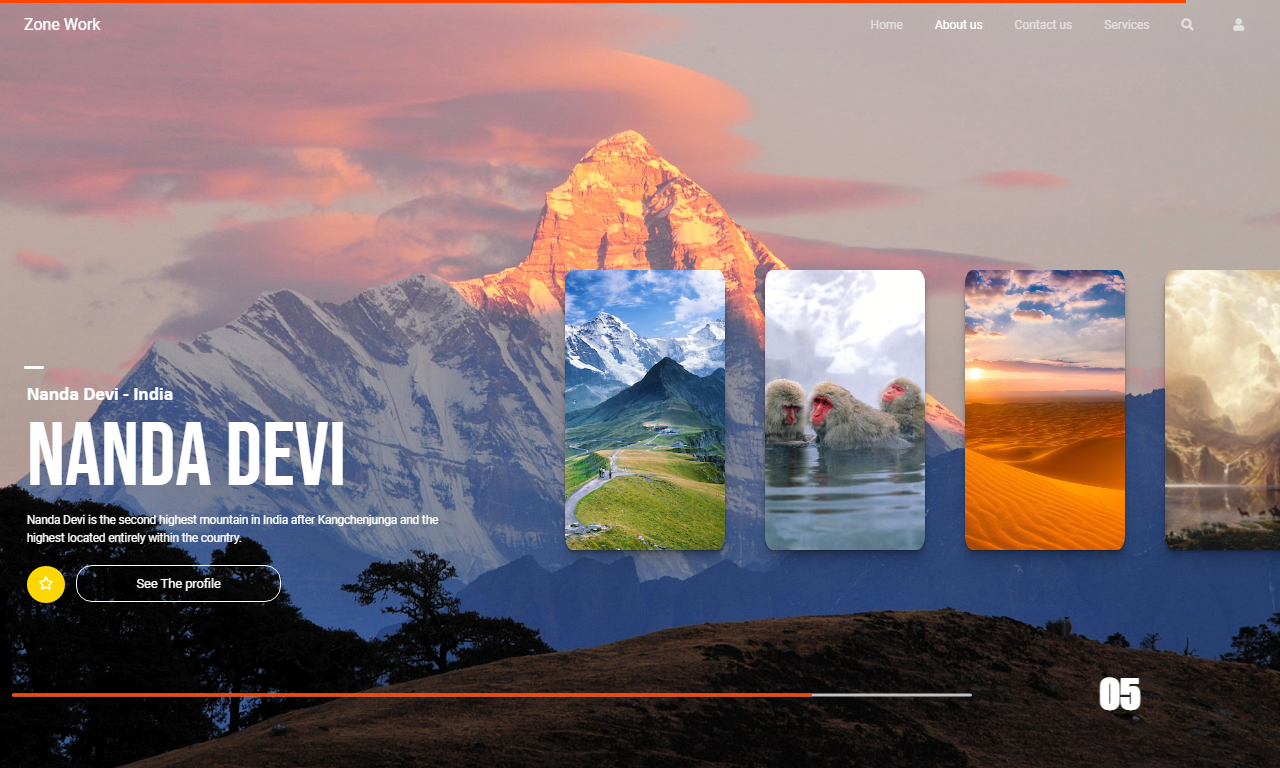 Zone Work
Home
About us
Contact us
Services
Nanda Devi - India
NANDA DEVI
Nanda Devi is the second highest mountain in India after Kangchenjunga and the
highest located entirely within the country.
See The profile
05